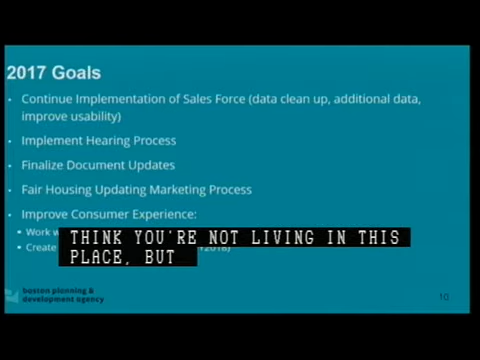 2017 Goals
• Continue Implementation of Sales Force (data clean up, additional data,
improve usability)
• Implement Hearing Process
• Finalize Document Updates
• Fair Housing Updating Marketing Process
• Improve Consumer Experience:
• Work
THINK YOU'RE NOT LIVING IN THIS
• Create
PLACE, BUT
boston planning &
development agency
10